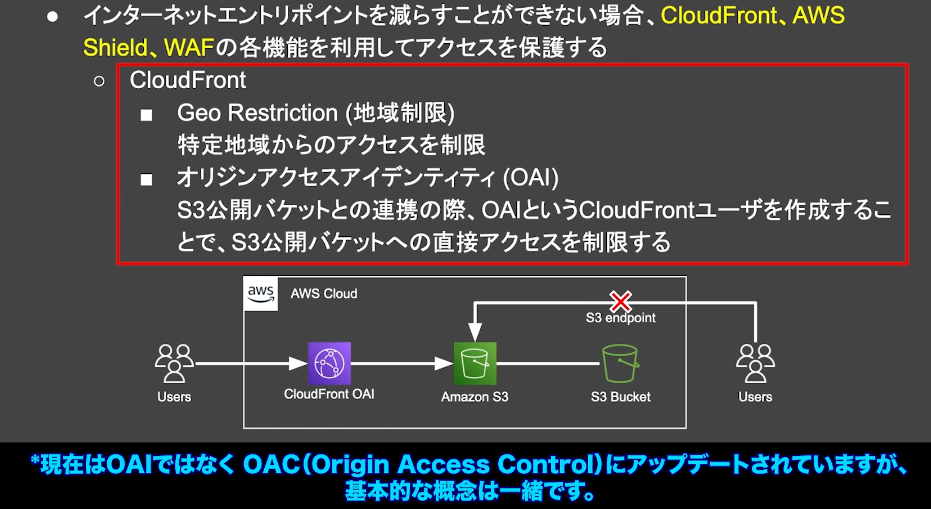 ● インターネットエントリポイントを減らすことができない場合、CloudFront、AWS
Shield、WAFの各機能を利用してアクセスを保護する
○ CloudFront
■ Geo Restriction (地域制限)
特定地域からのアクセスを制限
■ オリジンアクセスアイデンティティ (OAI)
S3公開バケットとの連携の際、OAIというCloudFrontユーザを作成するこ
とで、S3公開バケットへの直接アクセスを制限する
aws
AWS Cloud
S3 endpoint
Users
CloudFront OAI
Amazon S3
S3 Bucket
Users
*現在はOAIではなく OAC（Origin Access Control）にアップデートされていますが、
基本的な概念は一緒です。